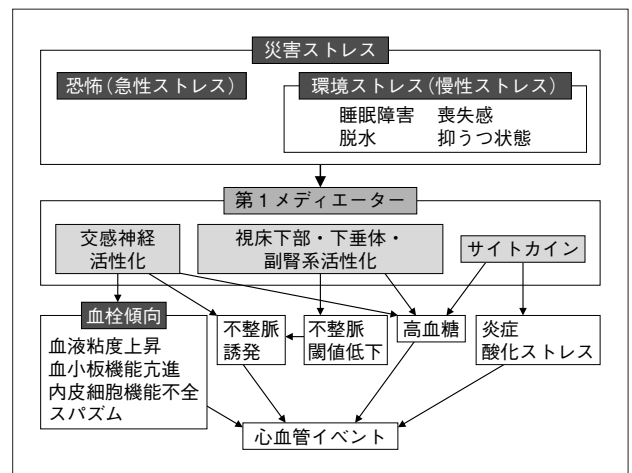 災害ストレス
恐怖(急性ストレス)
環境ストレス(慢性ストレス)
睡眠障害 喪失感
脱水 抑うつ状態
第1メディエーター
交感神経
活性化
視床下部・下垂体・
副腎系活性化
サイトカイン
血栓傾向
血液粘度上昇
血小板機能亢進
内皮細胞機能不全
スパズム
不整脈
誘発
不整脈
閾値低下
高血糖
炎症
酸化ストレス
心血管イベント